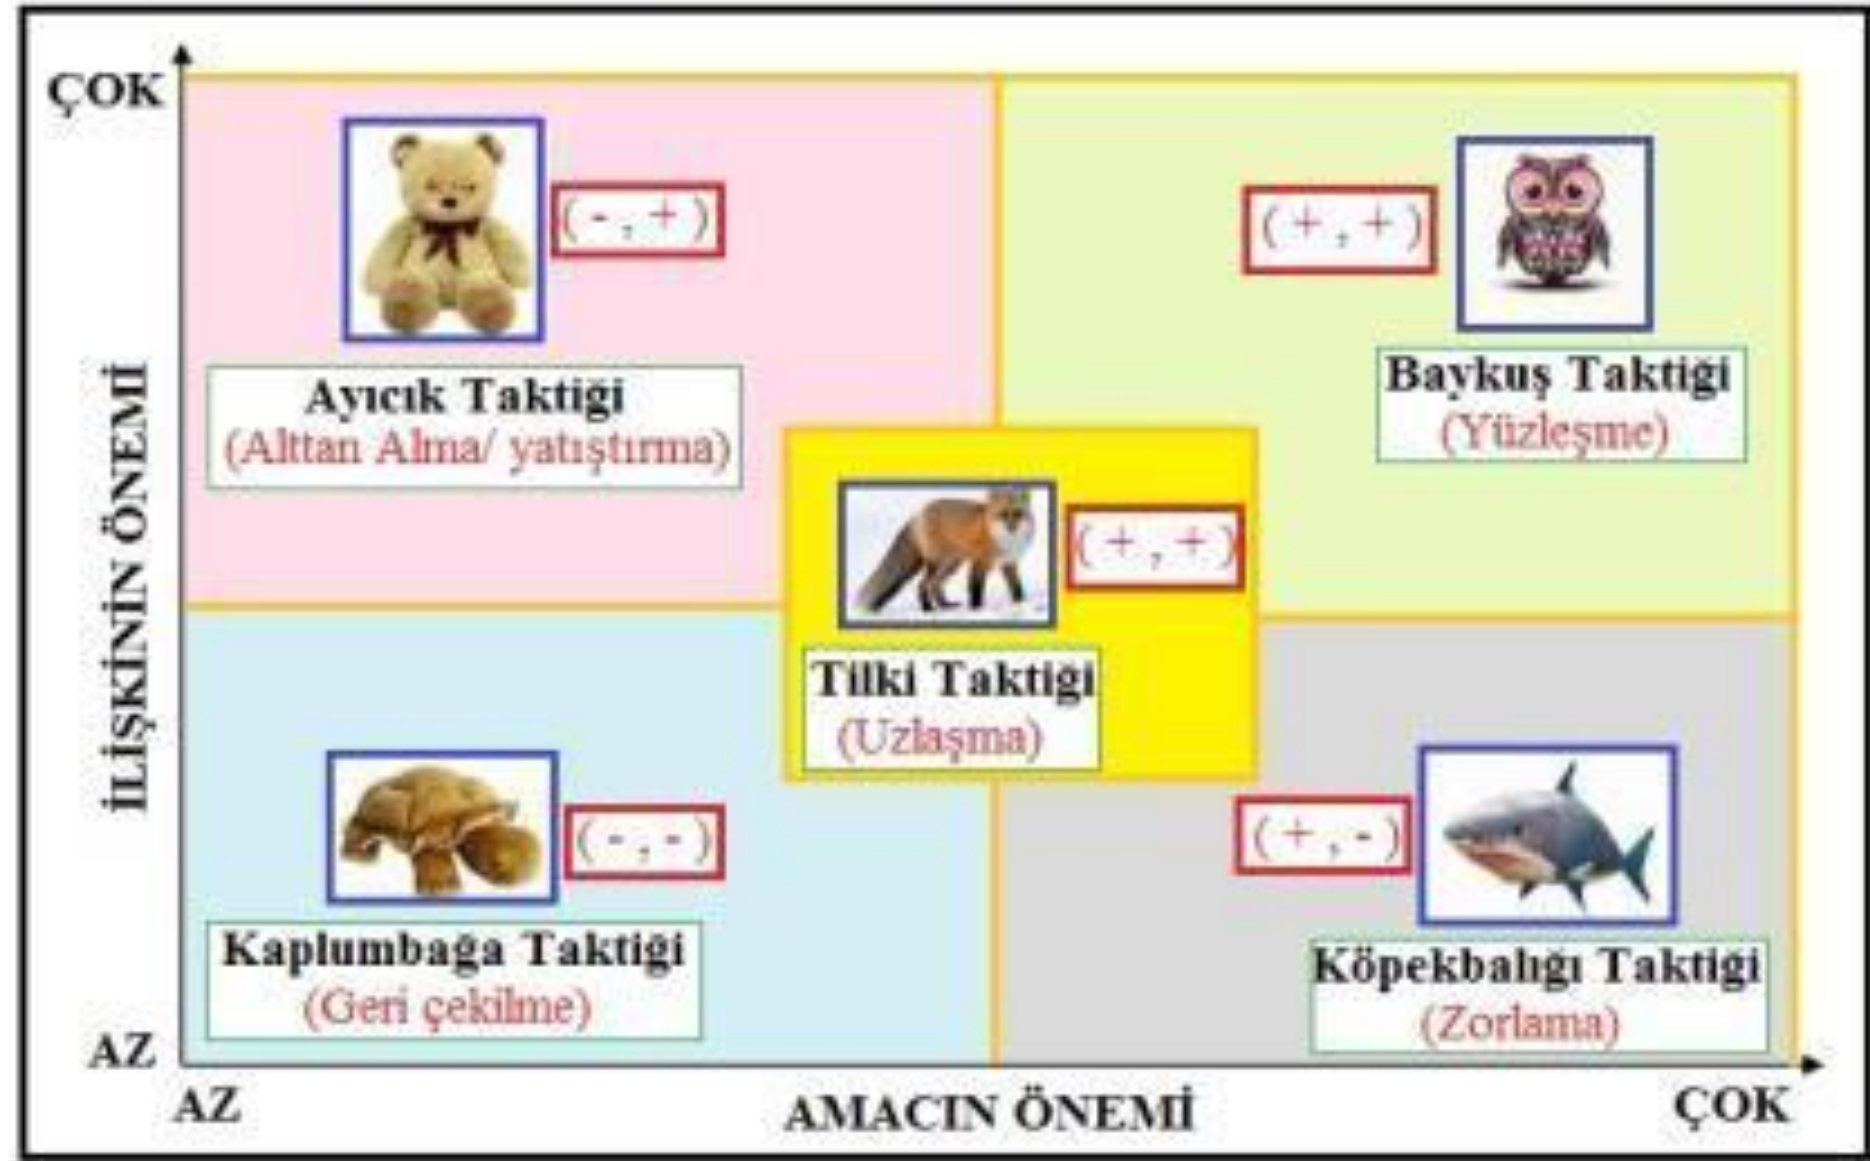 ÇOK
( - , + )
( + , + )
Ayıcık Taktiği
(Alttan Alma/ yatıştırma)
Baykuş Taktiği
(Yüzleşme)
İLİŞKİNİN ÖNEMİ
( + , + )
Tilki Taktiği
(Uzlaşma)
( - , - )
( + , - )
Kaplumbağa Taktiği
(Geri çekilme)
Köpekbalığı Taktiği
(Zorlama)
AZ
AZ
AMACIN ÖNEMİ
ÇOK